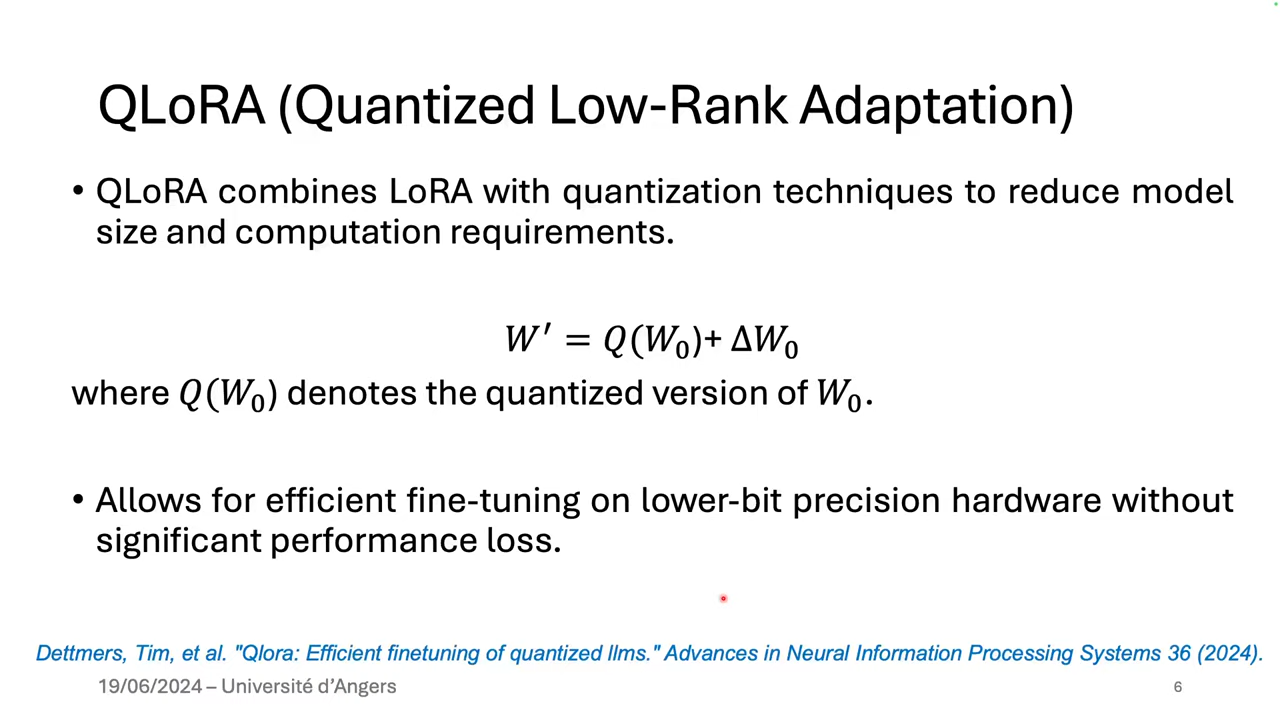 QLoRA (Quantized Low-Rank Adaptation)
• QLoRA combines LoRA with quantization techniques to reduce model
size and computation requirements.
W′ = Q(W₀)+ ΔW₀
where Q(W₀) denotes the quantized version of W₀.
• Allows for efficient fine-tuning on lower-bit precision hardware without
significant performance loss.
Dettmers, Tim, et al. "Qlora: Efficient finetuning of quantized llms." Advances in Neural Information Processing Systems 36 (2024).
19/06/2024 – Université d’Angers
6